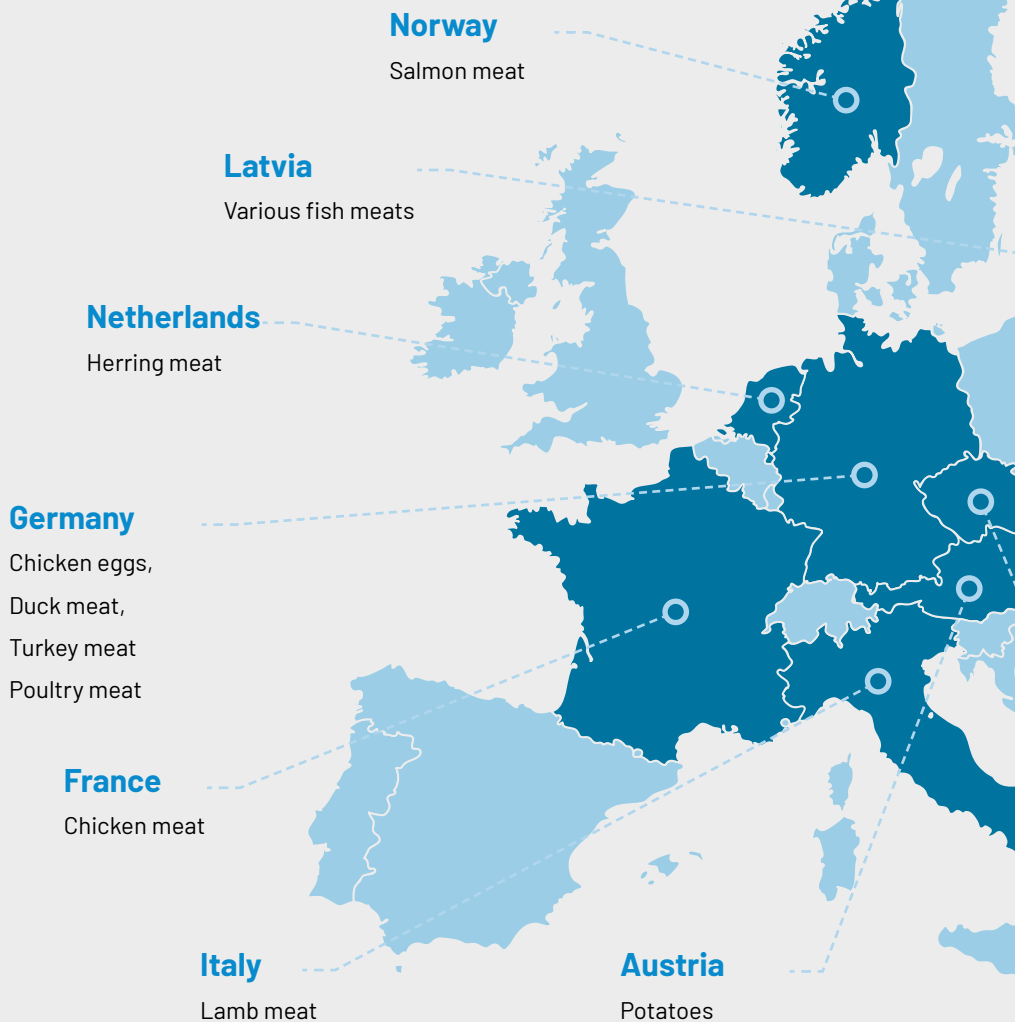 Norway
Salmon meat
Latvia
Various fish meats
Netherlands
Herring meat
Germany
Chicken eggs,
Duck meat,
Turkey meat
Poultry meat
France
Chicken meat
Italy
Lamb meat
Austria
Potatoes